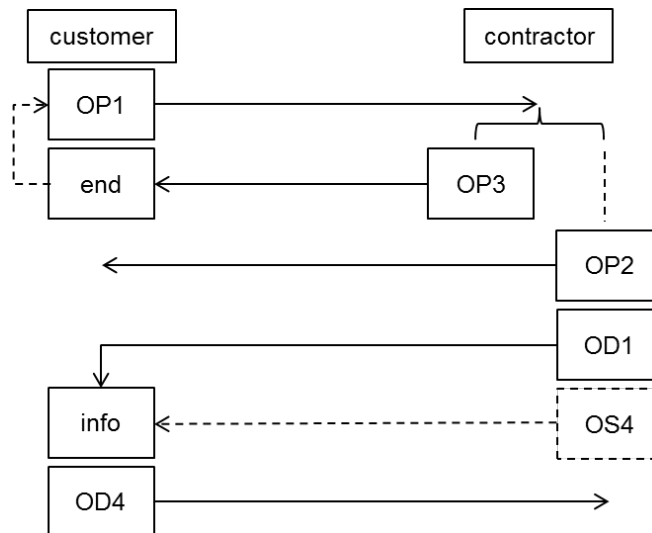 customer
contractor
OP1
end
OP3
OP2
OD1
info
OS4
OD4